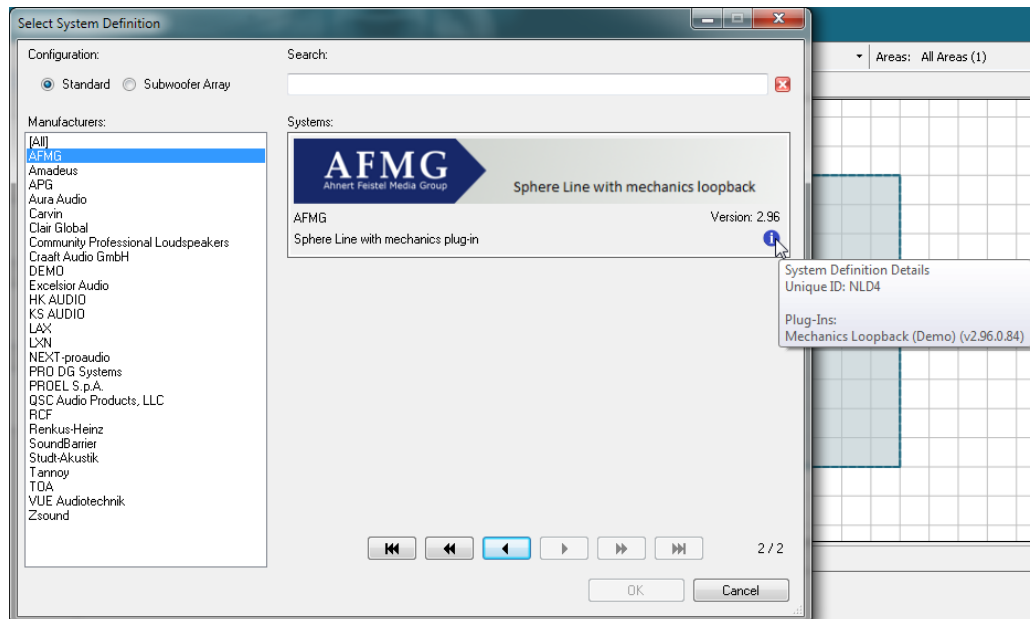 Select System Definition
Configuration:
Standard
Subwoofer Array
Search:
Areas: All Areas (1)
Manufacturers:
[All]
AFMG
Amadeus
APG
Aura Audio
Carvin
Clair Global
Community Professional Loudspeakers
Craaft Audio GmbH
DEMO
Excelsior Audio
HK AUDIO
KS AUDIO
LAX
LXN
NEXT-proaudio
PRO DG Systems
PROEL S.p.A.
QSC Audio Products, LLC
RCF
Renkus-Heinz
SoundBarrier
Studt-Akustik
Tannoy
TOA
VUE Audiotechnik
Zsound
Systems:
AFMG
Ahnert Feistel Media Group
Sphere Line with mechanics loopback
AFMG
Version: 2.96
Sphere Line with mechanics plug-in
System Definition Details
Unique ID: NLD4
Plug-Ins:
Mechanics Loopback (Demo) (v2.96.0.84)
2 / 2
OK
Cancel